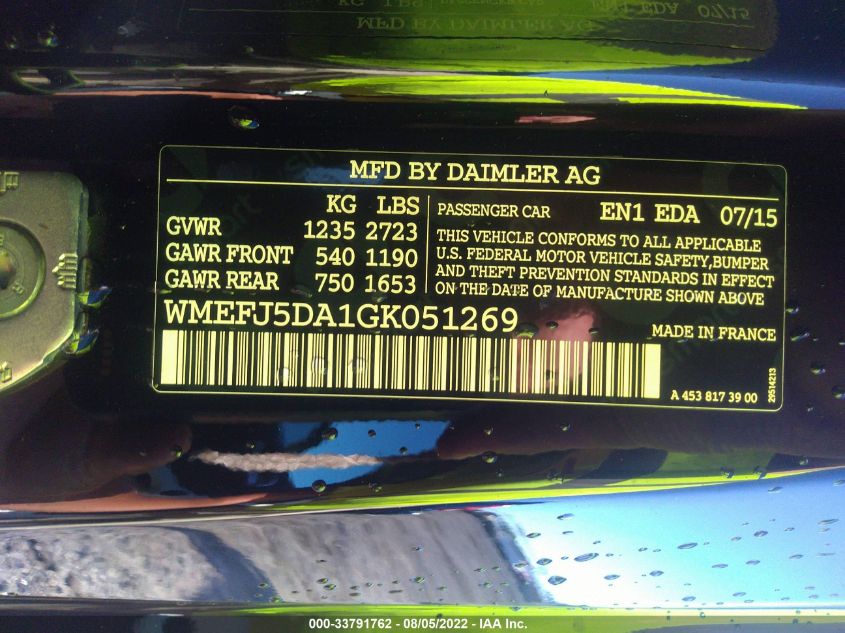 MFD BY DAIMLER AG
KG LBS
GVWR 1235 2723
GAWR FRONT 540 1190
GAWR REAR 750 1653
PASSENGER CAR EN1 EDA 07/15
THIS VEHICLE CONFORMS TO ALL APPLICABLE
U.S. FEDERAL MOTOR VEHICLE SAFETY,BUMPER
AND THEFT PREVENTION STANDARDS IN EFFECT
ON THE DATE OF MANUFACTURE SHOWN ABOVE
WMEFJ5DA1GK051269
MADE IN FRANCE
A 453 817 39 00
29514213
000-33791762 - 08/05/2022 - IAA Inc.